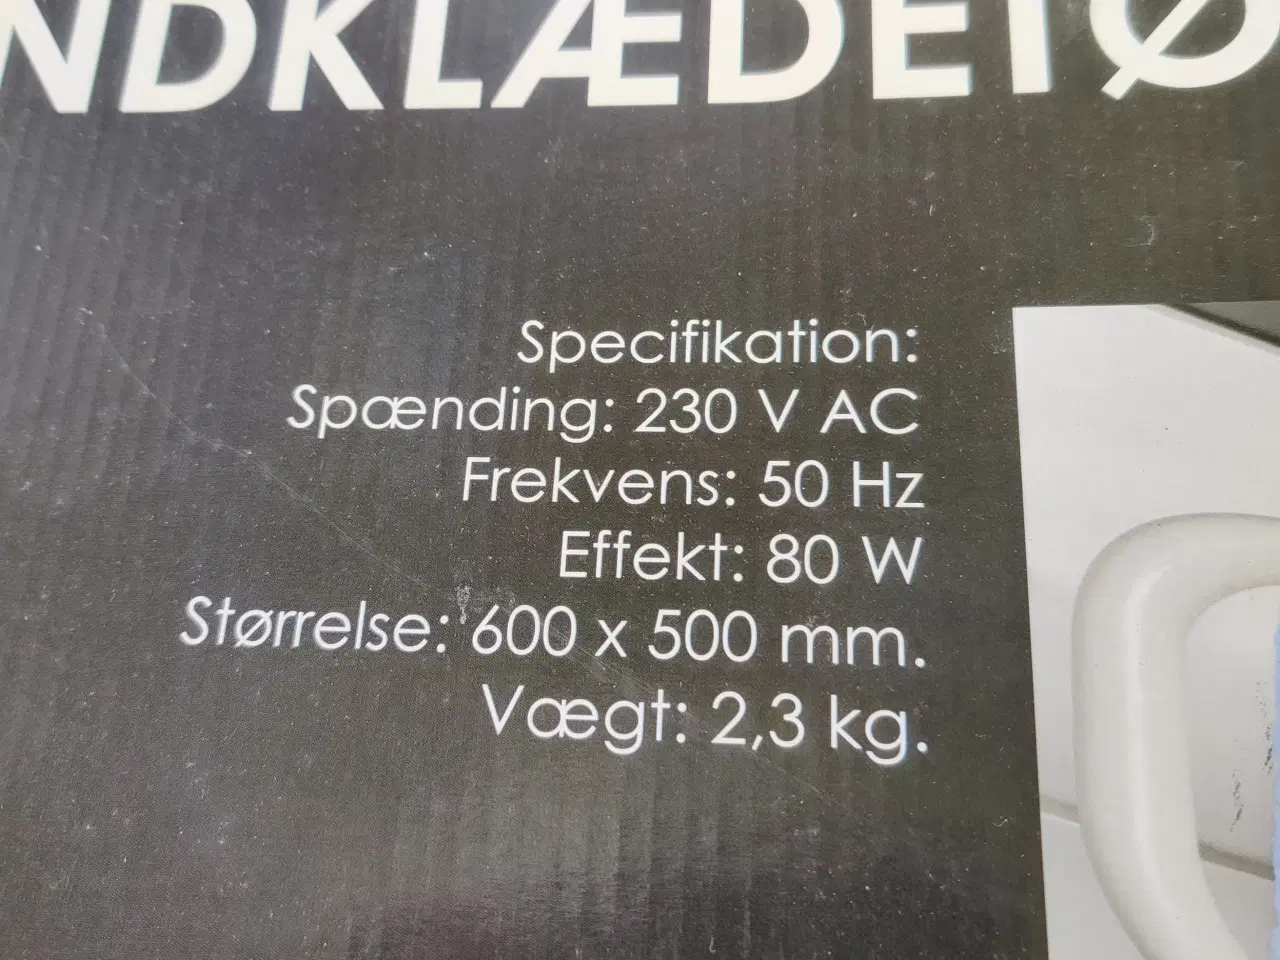 NDKLÆDETØ
Specifikation:
Spænding: 230 V AC
Frekvens: 50 Hz
Effekt: 80 W
Størrelse: 600 x 500 mm.
Vægt: 2,3 kg.